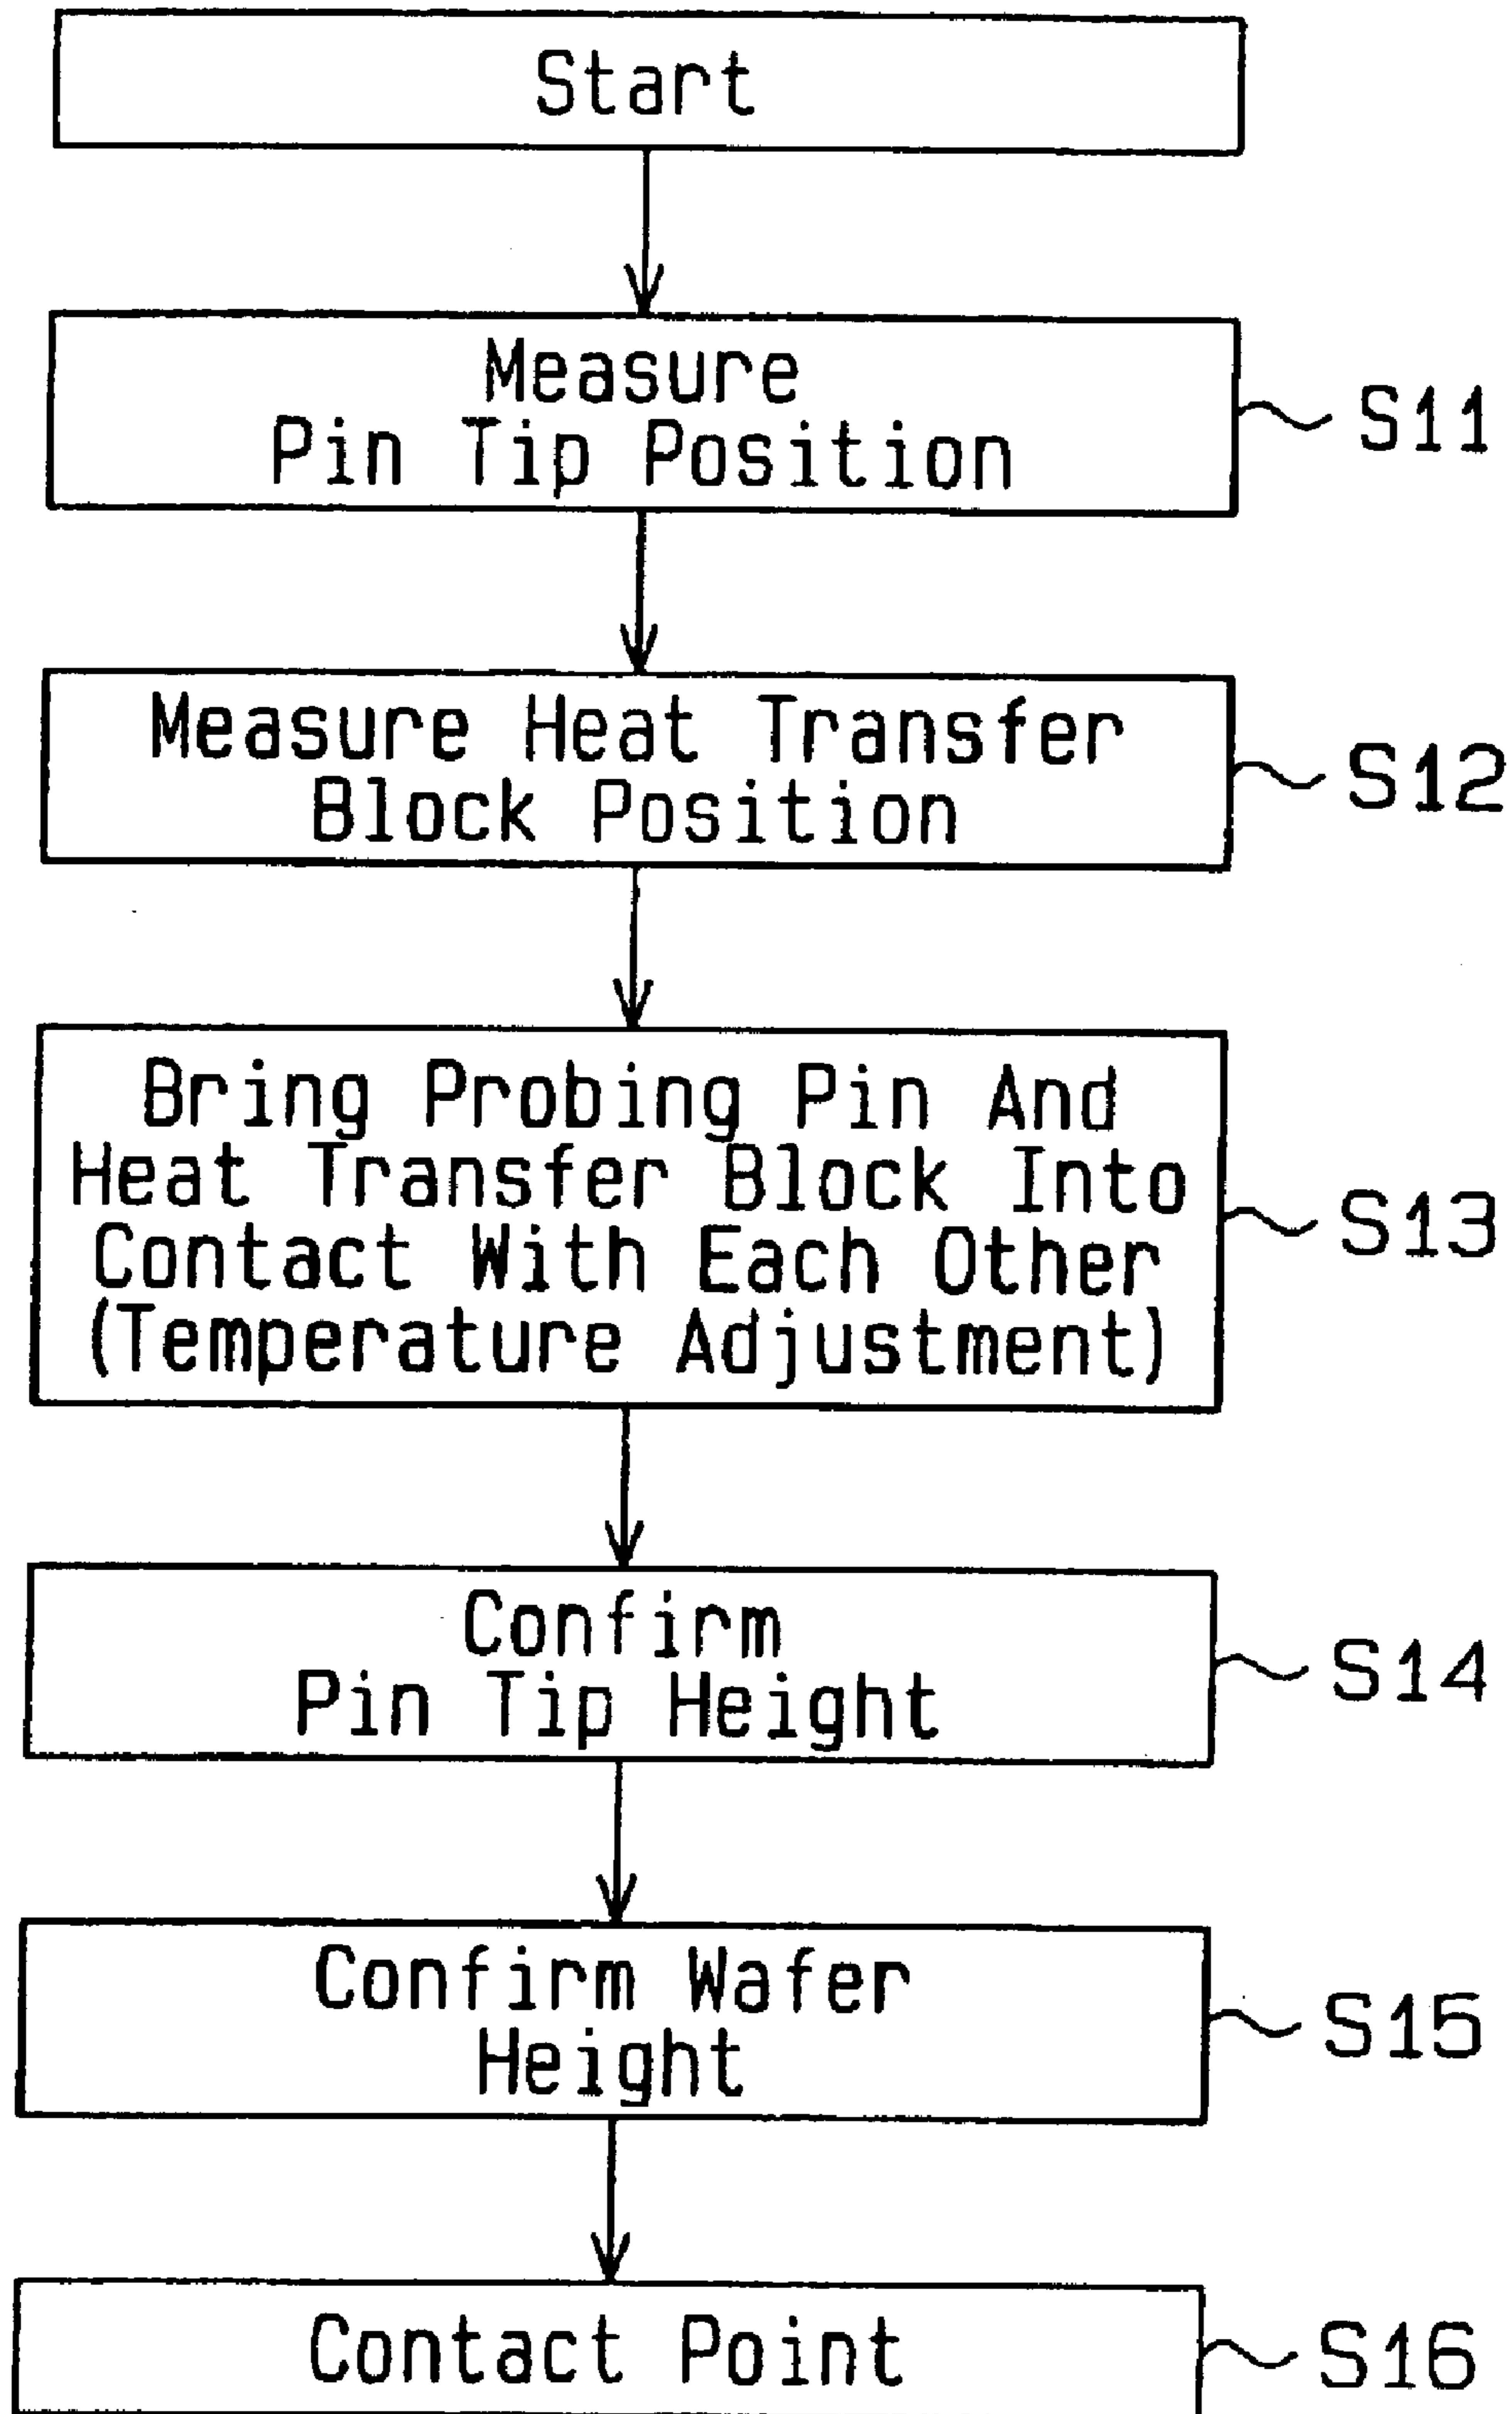 Start
Measure
Pin Tip Position
S11
Measure Heat Transfer
Block Position
S12
Bring Probing Pin And
Heat Transfer Block Into
Contact With Each Other
(Temperature Adjustment)
S13
Confirm
Pin Tip Height
S14
Confirm Wafer
Height
S15
Contact Point
S16